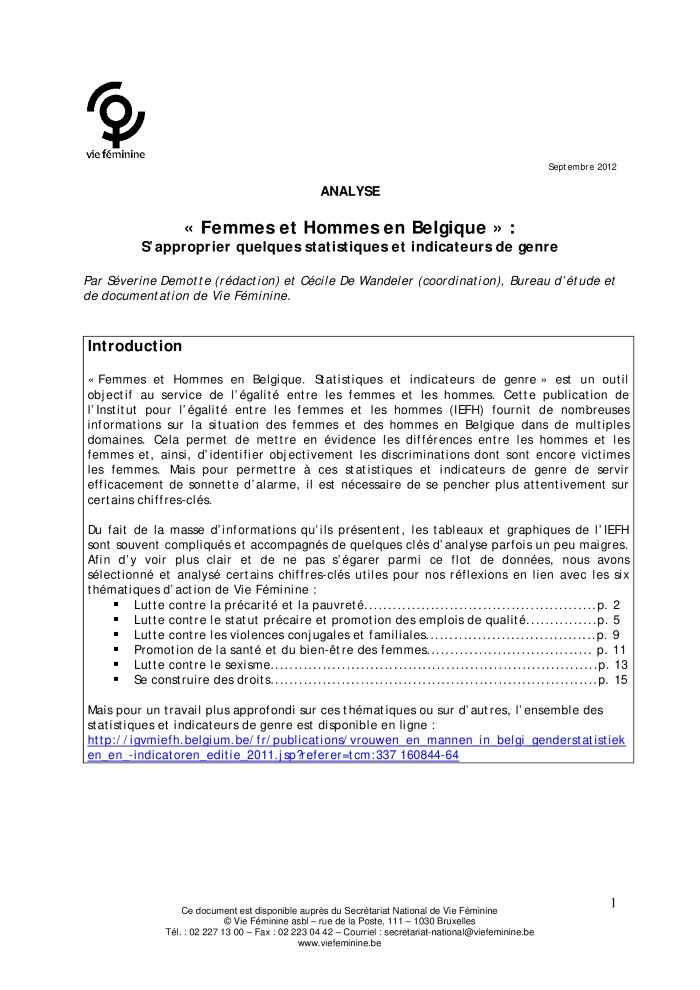 vie féminine
Septembre 2012
ANALYSE
« Femmes et Hommes en Belgique » :
S'approprier quelques statistiques et indicateurs de genre
Par Séverine Demotte (rédaction) et Cécile De Wandeler (coordination), Bureau d'étude et
de documentation de Vie Féminine.
Introduction
« Femmes et Hommes en Belgique. Statistiques et indicateurs de genre » est un outil
objectif au service de l'égalité entre les femmes et les hommes. Cette publication de
l'Institut pour l'égalité entre les femmes et les hommes (IEFH) fournit de nombreuses
informations sur la situation des femmes et des hommes en Belgique dans de multiples
domaines. Cela permet de mettre en évidence les différences entre les hommes et les
femmes et, ainsi, d'identifier objectivement les discriminations dont sont encore victimes
les femmes. Mais pour permettre à ces statistiques et indicateurs de genre de servir
efficacement de sonnette d'alarme, il est nécessaire de se pencher plus attentivement sur
certains chiffres-clés.
Du fait de la masse d'informations qu'ils présentent, les tableaux et graphiques de l'IEFH
sont souvent compliqués et accompagnés de quelques clés d'analyse parfois un peu maigres.
Afin d'y voir plus clair et de ne pas s'égarer parmi ce flot de données, nous avons
sélectionné et analysé certains chiffres-clés utiles pour nos réflexions en lien avec les six
thématiques d'action de Vie Féminine :
▪ Lutte contre la précarité et la pauvreté................................................p. 2
▪ Lutte contre le statut précaire et promotion des emplois de qualité..............p. 5
▪ Lutte contre les violences conjugales et familiales...................................p. 9
▪ Promotion de la santé et du bien-être des femmes.................................. p. 11
▪ Lutte contre le sexisme....................................................................p. 13
▪ Se construire des droits...................................................................p. 15
Mais pour un travail plus approfondi sur ces thématiques ou sur d'autres, l'ensemble des
statistiques et indicateurs de genre est disponible en ligne :
http://igvmiefh.belgium.be/fr/publications/vrouwen_en_mannen_in_belgi_genderstatistiek
en_en_-indicatoren_editie_2011.jsp?referer=tcm:337 160844-64
1
Ce document est disponible auprès du Secrétariat National de Vie Féminine
© Vie Féminine asbl – rue de la Poste, 111 – 1030 Bruxelles
Tél. : 02 227 13 00 – Fax : 02 223 04 42 – Courriel : secretariat-national@viefeminine.be
www.viefeminine.be